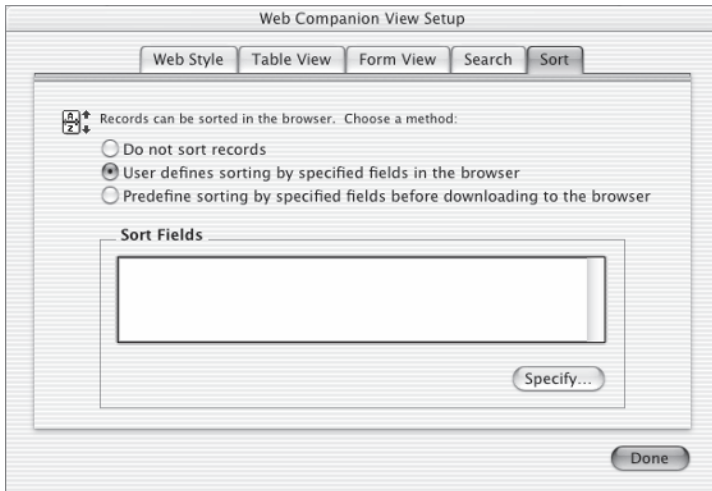 Web Companion View Setup
Web Style Table View Form View Search Sort
A
Z
Records can be sorted in the browser. Choose a method:
Do not sort records
User defines sorting by specified fields in the browser
Predefine sorting by specified fields before downloading to the browser
Sort Fields
Specify...
Done